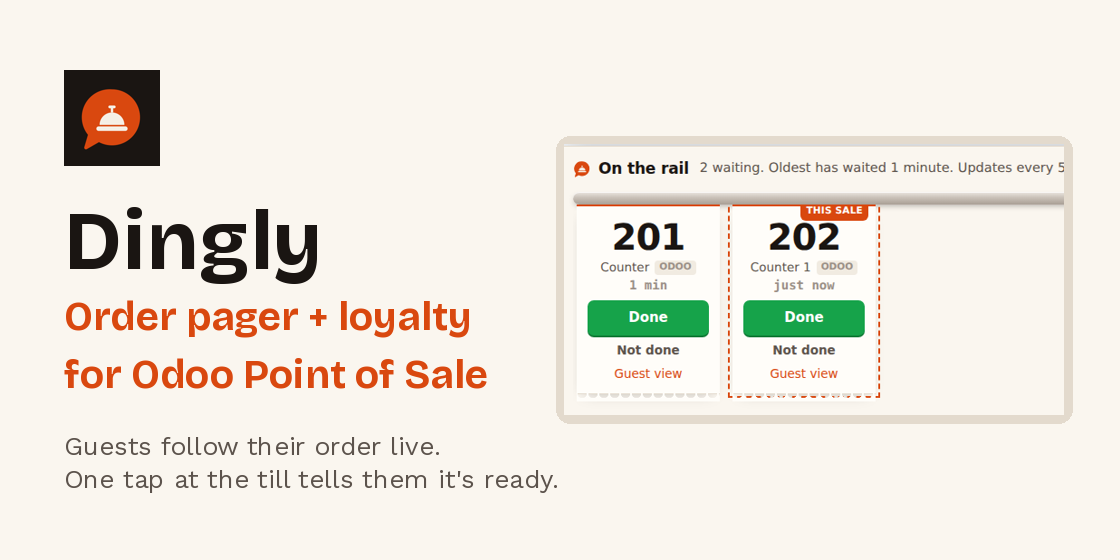 Dingly
Order pager + loyalty
for Odoo Point of Sale
Guests follow their order live.
One tap at the till tells them it's ready.
On the rail 2 waiting. Oldest has waited 1 minute. Updates every 5
THIS SALE
201
Counter ODOO
1 min
Done
Not done
Guest view
202
Counter 1 ODOO
just now
Done
Not done
Guest view